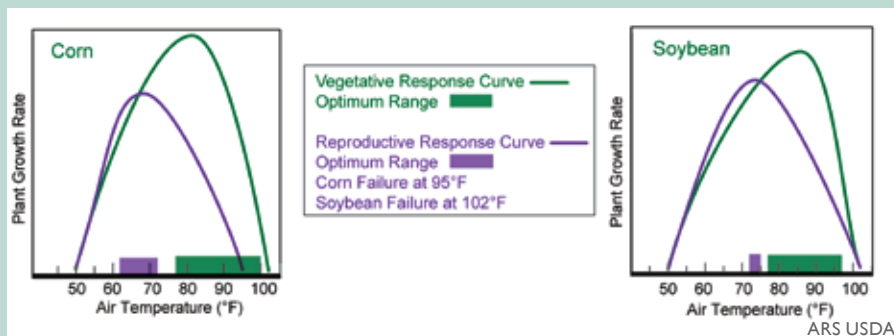 Corn
Plant Growth Rate
50 60 70 80 90 100
Air Temperature (°F)
Vegetative Response Curve
Optimum Range
Reproductive Response Curve
Optimum Range
Corn Failure at 95°F
Soybean Failure at 102°F
Soybean
Plant Growth Rate
50 60 70 80 90 100
Air Temperature (°F)
ARS USDA